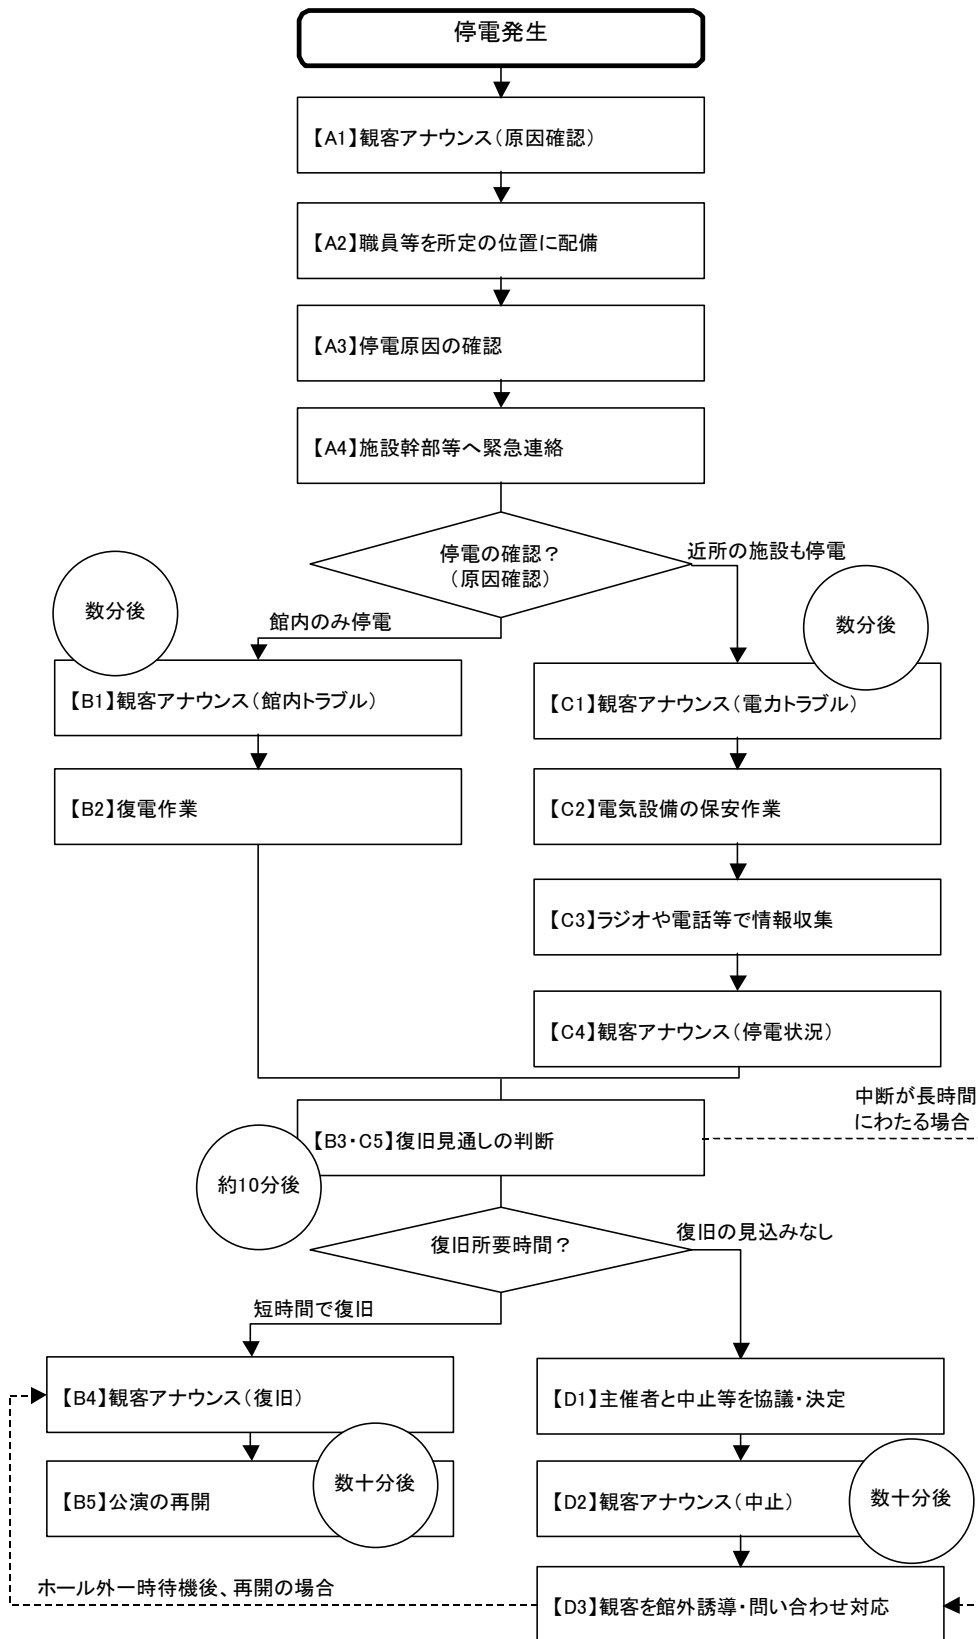 停電発生
【A1】観客アナウンス（原因確認）
【A2】職員等を所定の位置に配備
【A3】停電原因の確認
【A4】施設幹部等へ緊急連絡
停電の確認？
（原因確認）
近所の施設も停電
館内のみ停電
数分後
数分後
【B1】観客アナウンス（館内トラブル）
【C1】観客アナウンス（電力トラブル）
【B2】復電作業
【C2】電気設備の保安作業
【C3】ラジオや電話等で情報収集
【C4】観客アナウンス（停電状況）
中断が長時間
にわたる場合
【B3・C5】復旧見通しの判断
約10分後
復旧所要時間？
復旧の見込みなし
短時間で復旧
【B4】観客アナウンス（復旧）
【D1】主催者と中止等を協議・決定
【B5】公演の再開
数十分後
【D2】観客アナウンス（中止）
数十分後
ホール外一時待機後、再開の場合
【D3】観客を館外誘導・問い合わせ対応